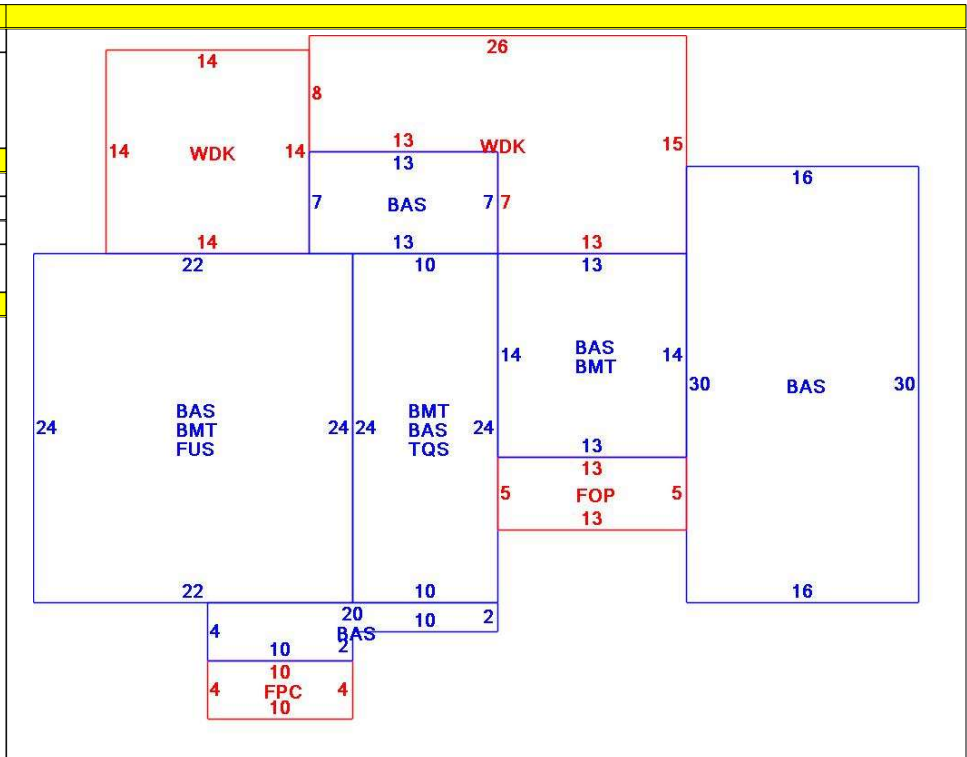 26
14
8
14 WDK 14
13 WDK 15
13
16
7 BAS 7 7
14 13 13
22 10 13
14 BAS 14
BMT
30 BAS 30
24 BAS 24 24 BMT 24
BMT BAS
FUS TQS
13
13
5 FOP 5
13
22 10 16
20
10 2
4 BAS
10 2
10
4 FPC 4
10